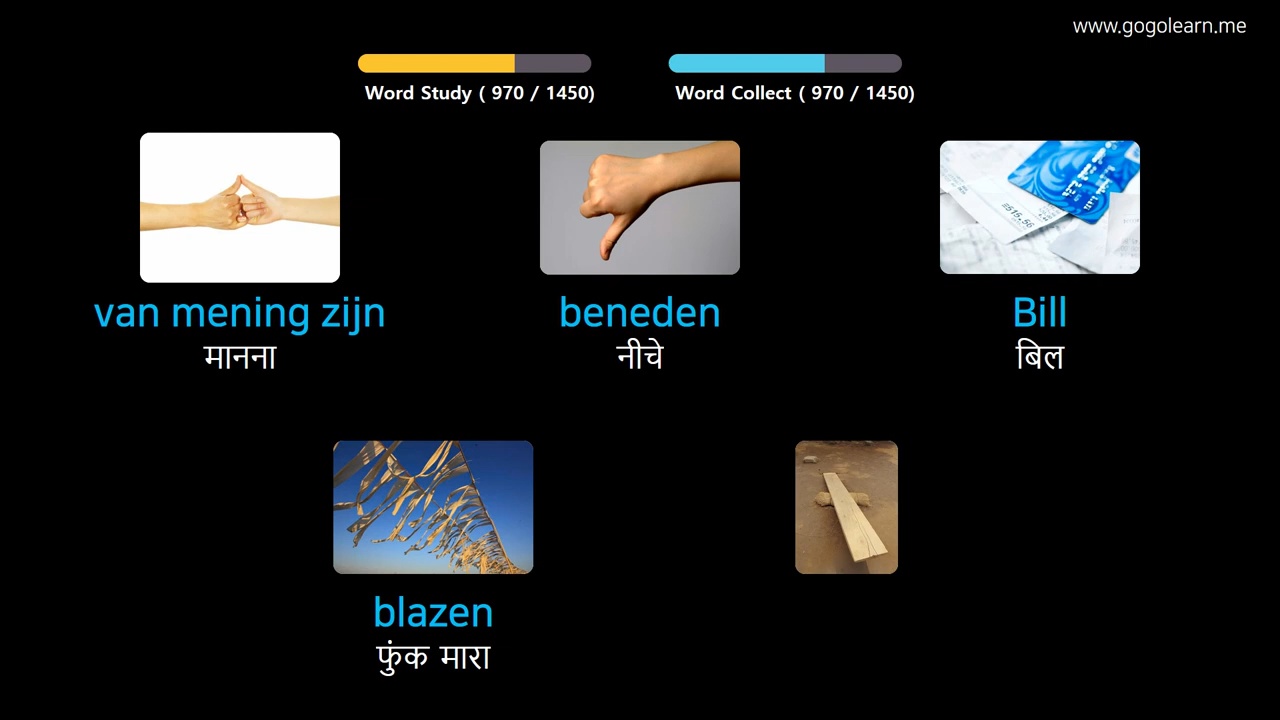 www.gogolearn.me
Word Study ( 970 / 1450)
Word Collect ( 970 / 1450)
van mening zijn
मानना
beneden
नीचे
Bill
बिल
blazen
फुंक मारा